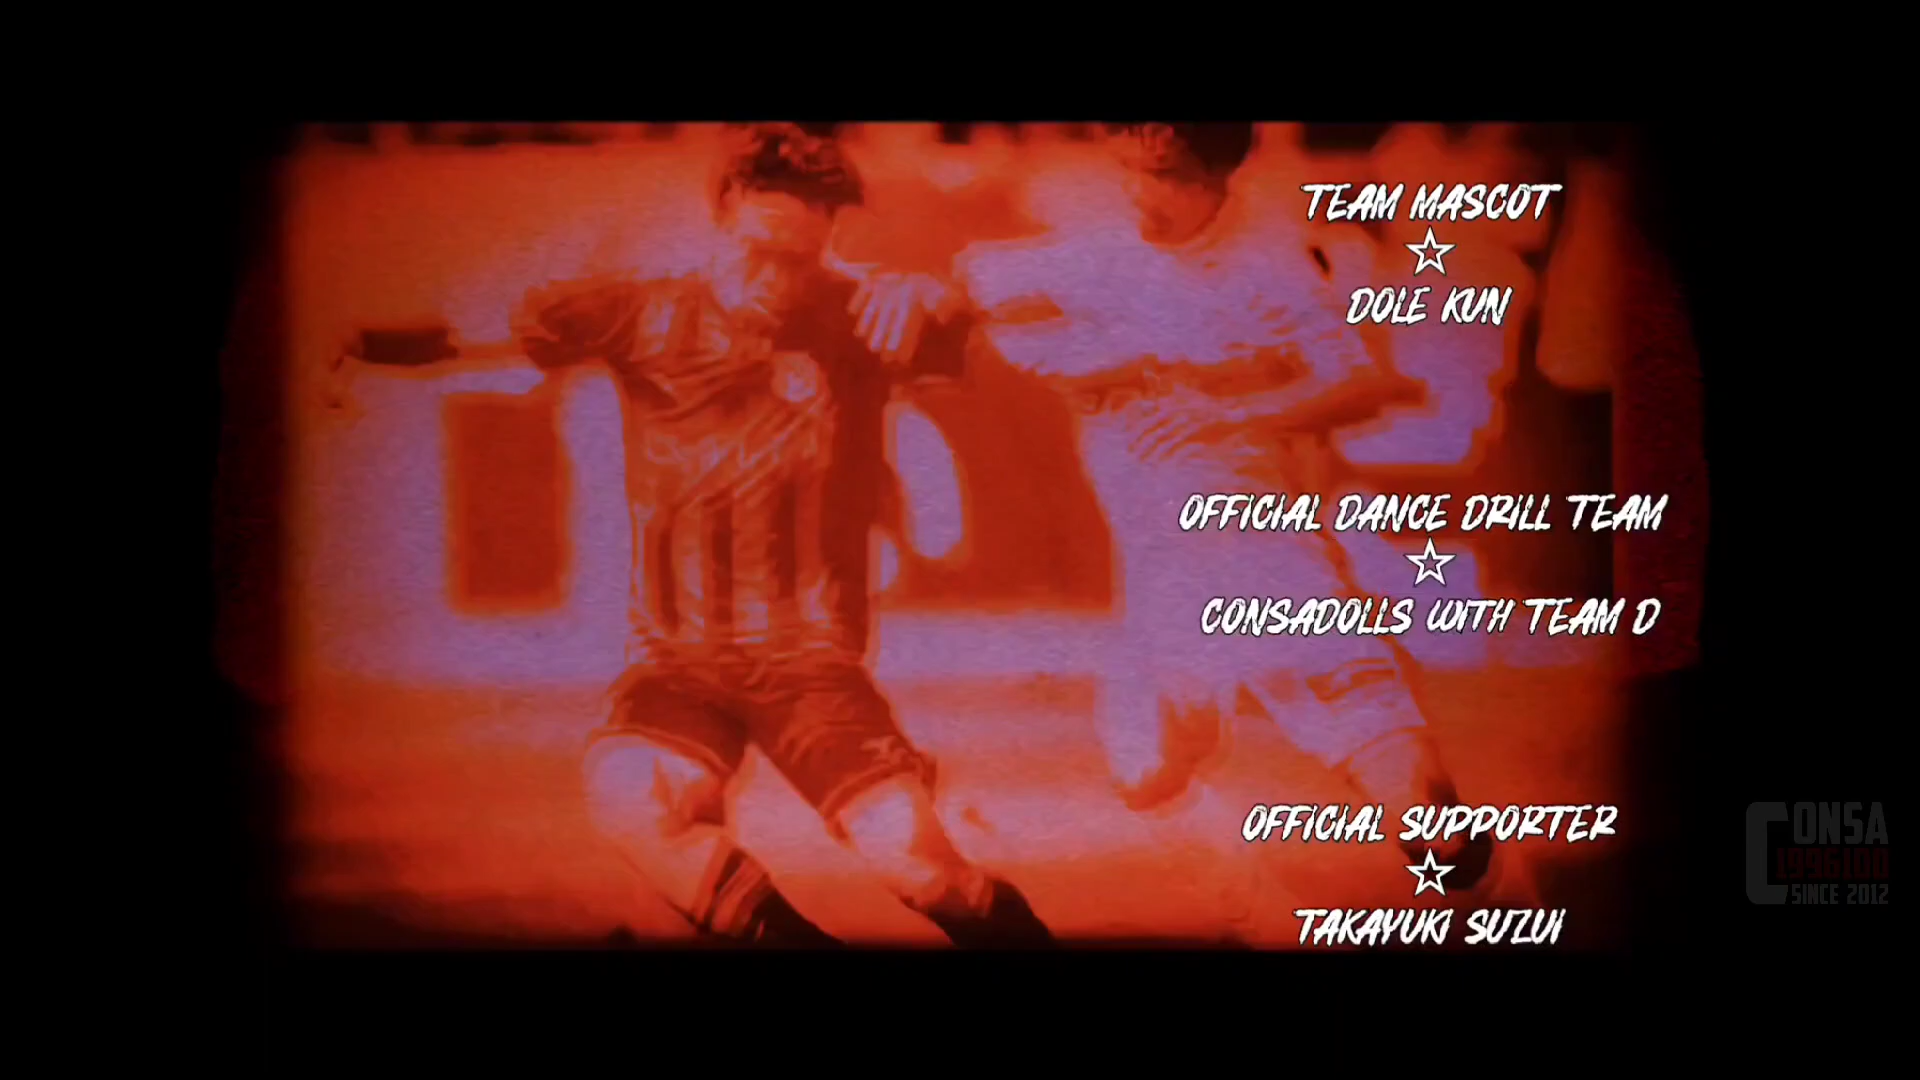 TEAM MASCOT
☆
DOLE KUN
OFFICIAL DANCE DRILL TEAM
☆
CONSADOLLS WITH TEAM D
OFFICIAL SUPPORTER
☆
TAKAYUKI SUZUI
CONSA
1996100
SINCE 2012